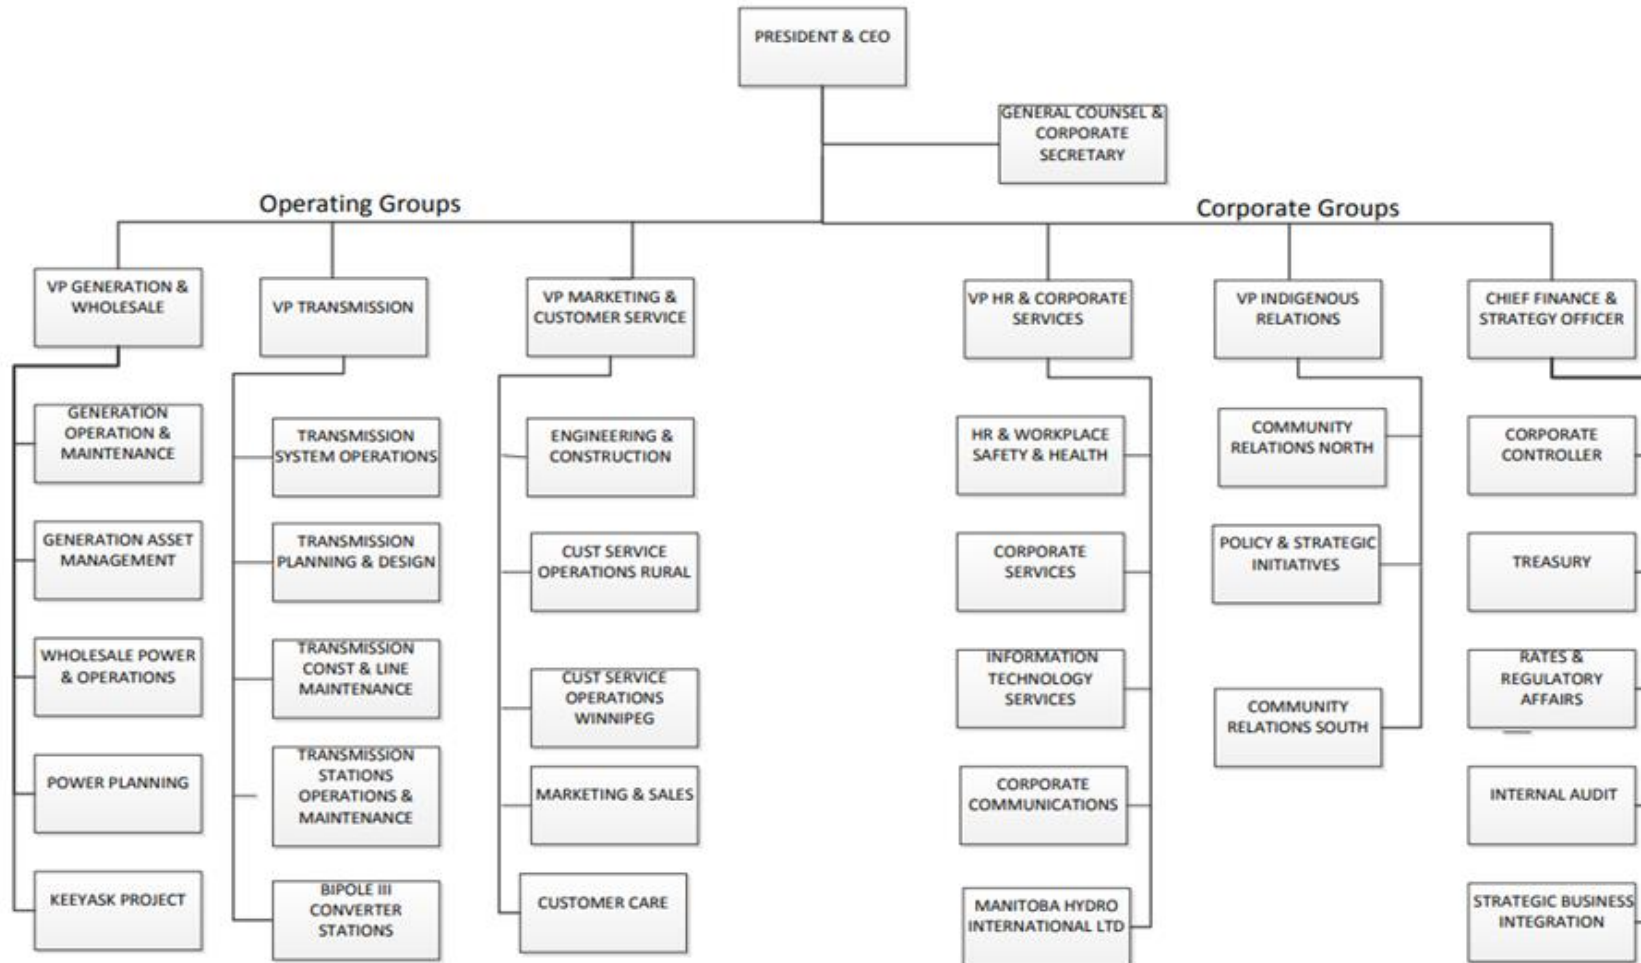 PRESIDENT & CEO
GENERAL COUNSEL &
CORPORATE
SECRETARY
Operating Groups
Corporate Groups
VP GENERATION &
WHOLESALE
VP TRANSMISSION
VP MARKETING &
CUSTOMER SERVICE
VP HR & CORPORATE
SERVICES
VP INDIGENOUS
RELATIONS
CHIEF FINANCE &
STRATEGY OFFICER
GENERATION
OPERATION &
MAINTENANCE
GENERATION ASSET
MANAGEMENT
WHOLESALE POWER
& OPERATIONS
POWER PLANNING
KEEYASK PROJECT
TRANSMISSION
SYSTEM OPERATIONS
TRANSMISSION
PLANNING & DESIGN
TRANSMISSION
CONST & LINE
MAINTENANCE
TRANSMISSION
STATIONS
OPERATIONS &
MAINTENANCE
BIPOLE III
CONVERTER
STATIONS
ENGINEERING &
CONSTRUCTION
CUST SERVICE
OPERATIONS RURAL
CUST SERVICE
OPERATIONS
WINNIPEG
MARKETING & SALES
CUSTOMER CARE
HR & WORKPLACE
SAFETY & HEALTH
CORPORATE
SERVICES
INFORMATION
TECHNOLOGY
SERVICES
CORPORATE
COMMUNICATIONS
MANITOBA HYDRO
INTERNATIONAL LTD
COMMUNITY
RELATIONS NORTH
POLICY & STRATEGIC
INITIATIVES
COMMUNITY
RELATIONS SOUTH
CORPORATE
CONTROLLER
TREASURY
RATES &
REGULATORY
AFFAIRS
INTERNAL AUDIT
STRATEGIC BUSINESS
INTEGRATION